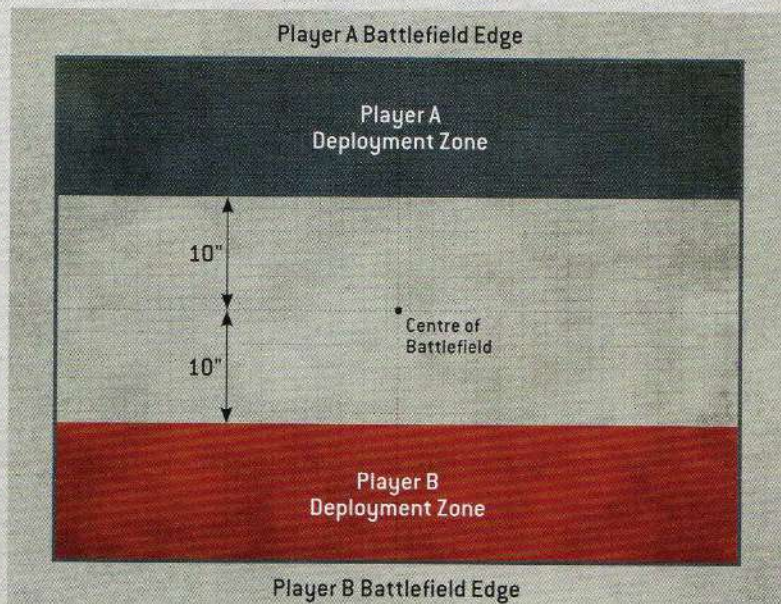 Player A Battlefield Edge
Player A
Deployment Zone
10"
Centre of
Battlefield
10"
Player B
Deployment Zone
Player B Battlefield Edge